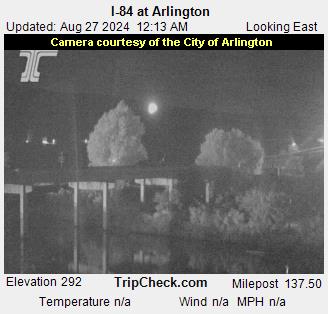 I-84 at Arlington
Updated: Aug 27 2024 12:13 AM Looking East
Camera courtesy of the City of Arlington
Elevation 292 TripCheck.com Milepost 137.50
Temperature n/a Wind n/a MPH n/a